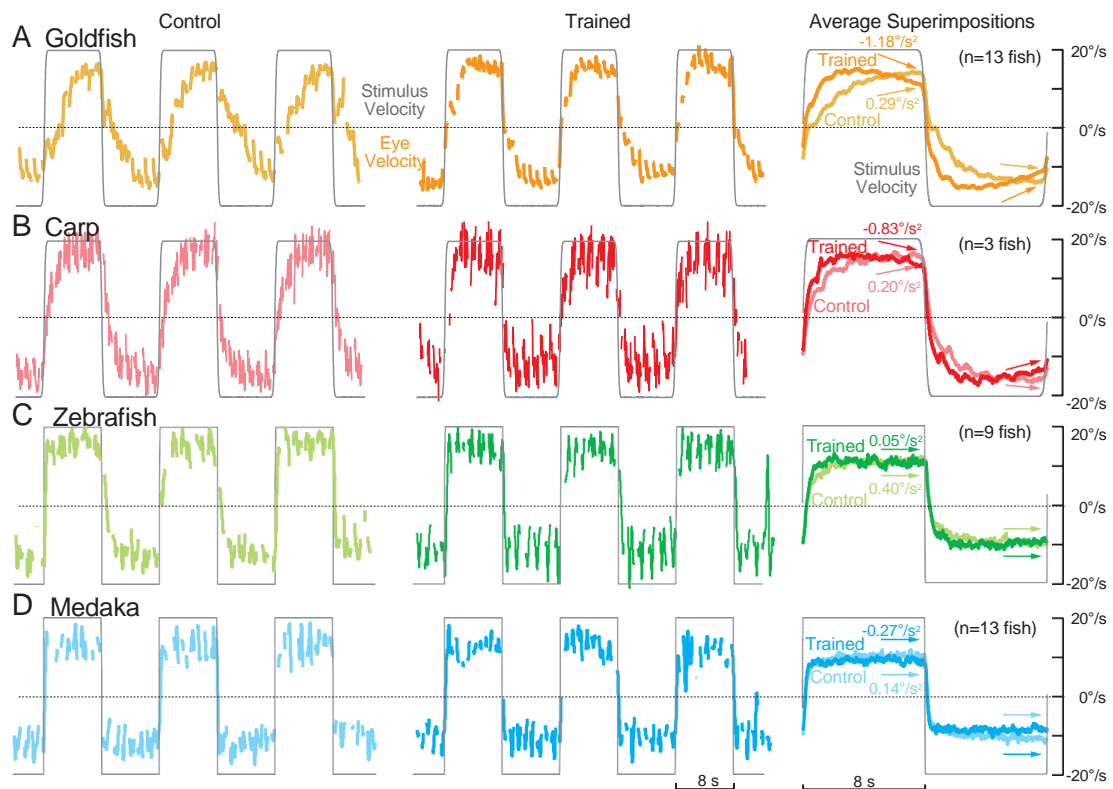 Control
Trained
Average Superimpositions
A Goldfish
Stimulus
Velocity
Eye
Velocity
-1.18°/s²
Trained
0.29°/s²
Control
(n=13 fish)
Stimulus
Velocity
20°/s
0°/s
-20°/s
B Carp
-0.83°/s²
Trained
0.20°/s²
Control
(n=3 fish)
20°/s
0°/s
-20°/s
C Zebrafish
Trained 0.05°/s²
0.40°/s²
Control
(n=9 fish)
20°/s
0°/s
-20°/s
D Medaka
-0.27°/s²
Trained
Control
0.14°/s²
(n=13 fish)
20°/s
0°/s
-20°/s
8 s
8 s